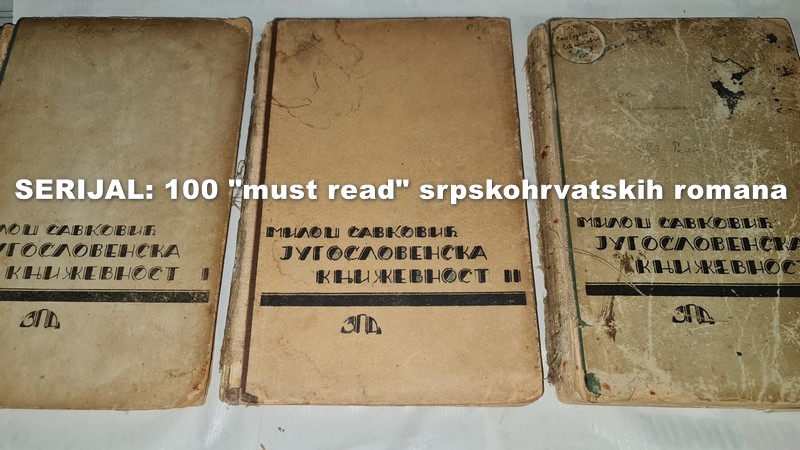 SERIJAL: 100 "must read" srpskohrvatskih romana
МИЛОШ САВКОВИЋ
ЈУГОСЛОВЕНСКА
КЊИЖЕВНОСТ I
ЗПД
МИЛОШ САВКОВИЋ
ЈУГОСЛОВЕНСКА
КЊИЖЕВНОСТ II
ЗПД
МИЛОШ САВКОВИЋ
ЈУГОСЛОВЕНСКА
КЊИЖЕВНОСТ
ЗПД